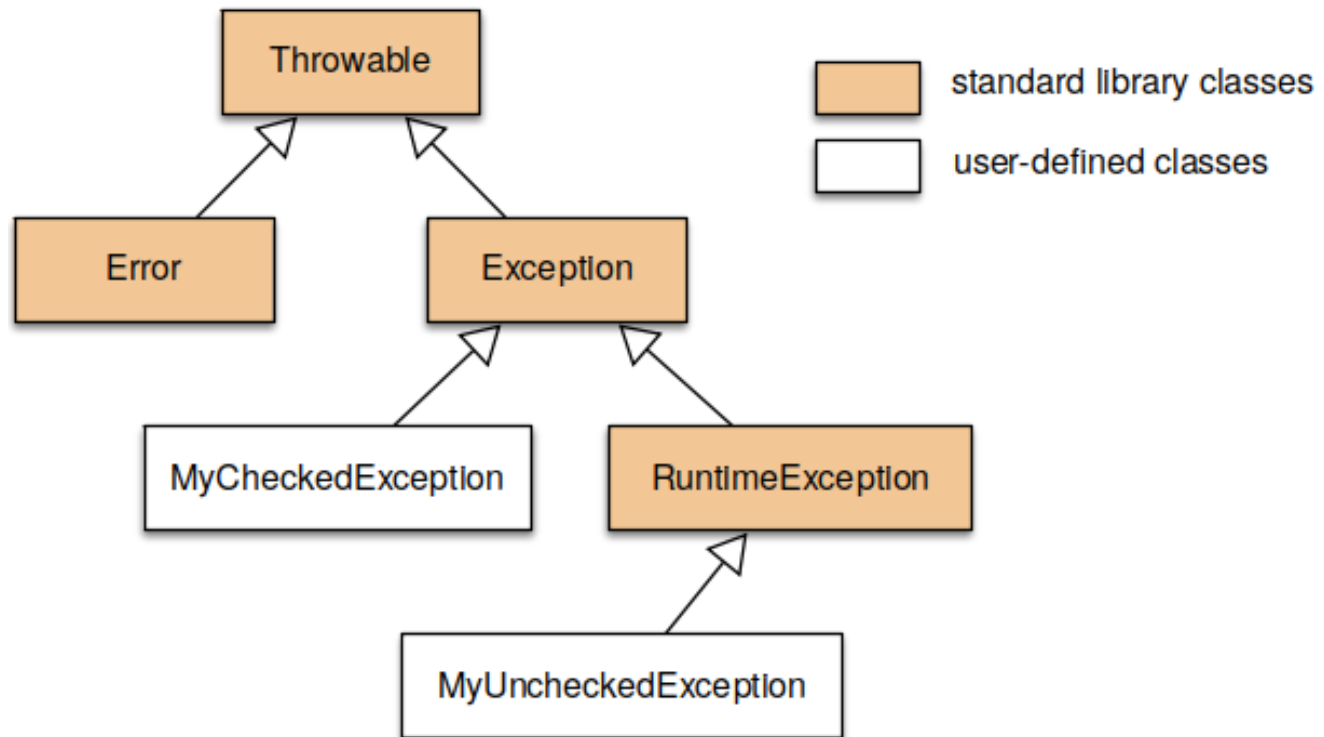 Throwable
standard library classes
user-defined classes
Error
Exception
MyCheckedException
RuntimeException
MyUncheckedException